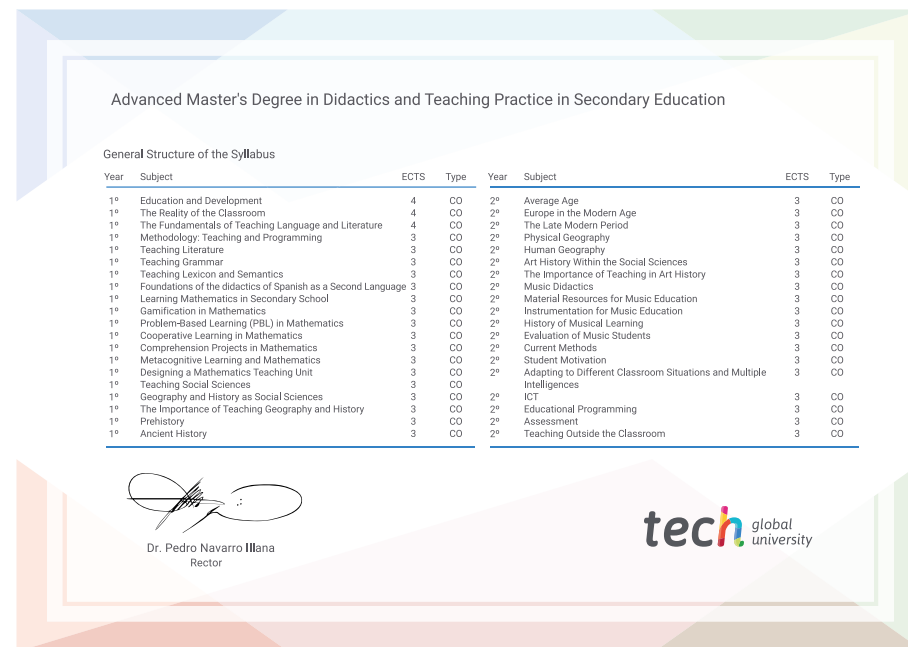 Advanced Master's Degree in Didactics and Teaching Practice in Secondary Education
General Structure of the Syllabus
Year Subject ECTS Type
1º Education and Development 4 CO
1º The Reality of the Classroom 4 CO
1º The Fundamentals of Teaching Language and Literature 4 CO
1º Methodology: Teaching and Programming 3 CO
1º Teaching Literature 3 CO
1º Teaching Grammar 3 CO
1º Teaching Lexicon and Semantics 3 CO
1º Foundations of the didactics of Spanish as a Second Language 3 CO
1º Learning Mathematics in Secondary School 3 CO
1º Gamification in Mathematics 3 CO
1º Problem-Based Learning (PBL) in Mathematics 3 CO
1º Cooperative Learning in Mathematics 3 CO
1º Comprehension Projects in Mathematics 3 CO
1º Metacognitive Learning and Mathematics 3 CO
1º Designing a Mathematics Teaching Unit 3 CO
1º Teaching Social Sciences 3 CO
1º Geography and History as Social Sciences 3 CO
1º The Importance of Teaching Geography and History 3 CO
1º Prehistory 3 CO
1º Ancient History 3 CO
Year Subject ECTS Type
2º Average Age 3 CO
2º Europe in the Modern Age 3 CO
2º The Late Modern Period 3 CO
2º Physical Geography 3 CO
2º Human Geography 3 CO
2º Art History Within the Social Sciences 3 CO
2º The Importance of Teaching in Art History 3 CO
2º Music Didactics 3 CO
2º Material Resources for Music Education 3 CO
2º Instrumentation for Music Education 3 CO
2º History of Musical Learning 3 CO
2º Evaluation of Music Students 3 CO
2º Current Methods 3 CO
2º Student Motivation 3 CO
2º Adapting to Different Classroom Situations and Multiple 3 CO
Intelligences
2º ICT 3 CO
2º Educational Programming 3 CO
2º Assessment 3 CO
2º Teaching Outside the Classroom 3 CO
Dr. Pedro Navarro Illana
Rector
tech global
university